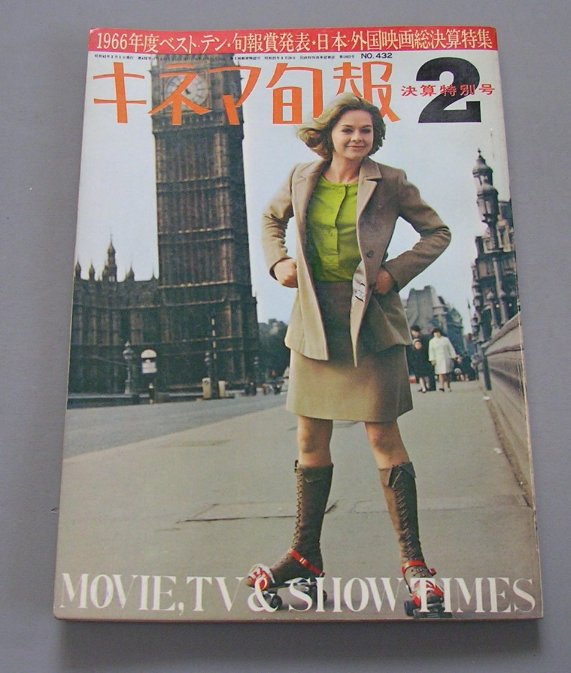 1966年度ベスト・テン・旬報賞発表・日本・外国映画総決算特集
NO.432
キネマ旬報
2
決算特別号
MOVIE, TV & SHOW TIMES